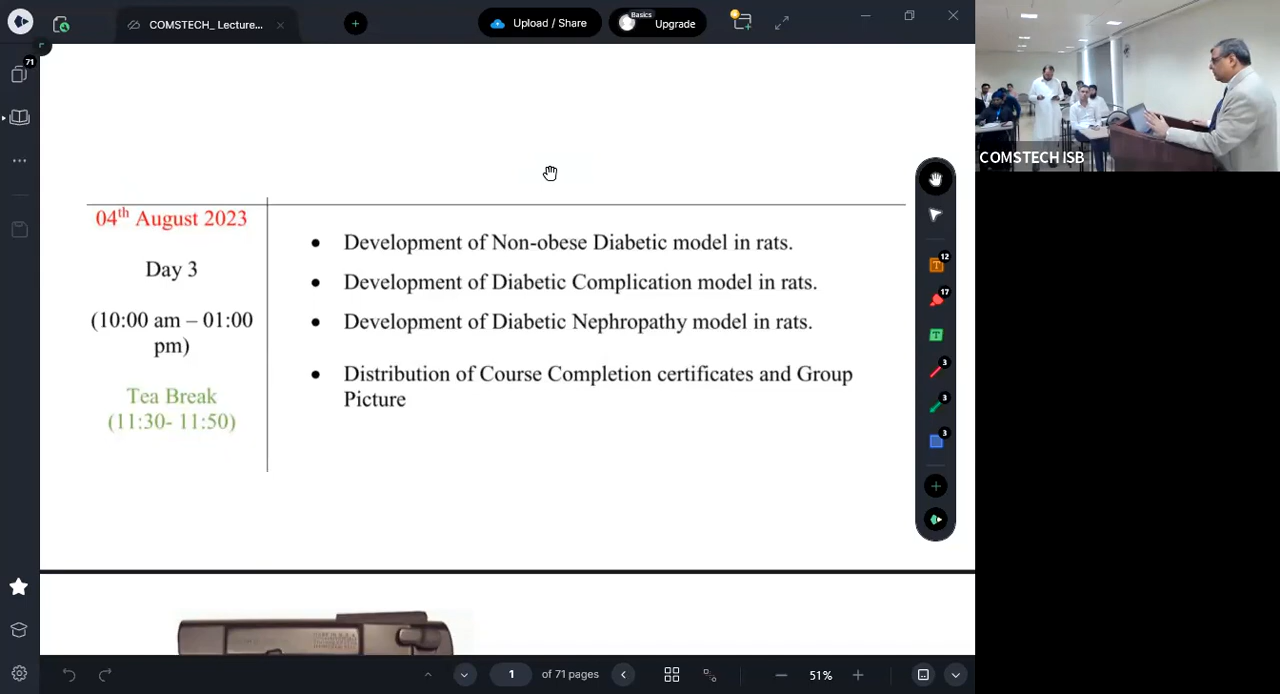 COMSTECH_ Lecture...
Upload / Share
Basics
Upgrade
71
COMSTECH ISB
04th August 2023
Day 3
(10:00 am – 01:00
pm)
Tea Break
(11:30- 11:50)
• Development of Non-obese Diabetic model in rats.
• Development of Diabetic Complication model in rats.
• Development of Diabetic Nephropathy model in rats.
• Distribution of Course Completion certificates and Group
Picture
12
17
T
3
3
3
1 of 71 pages
51%